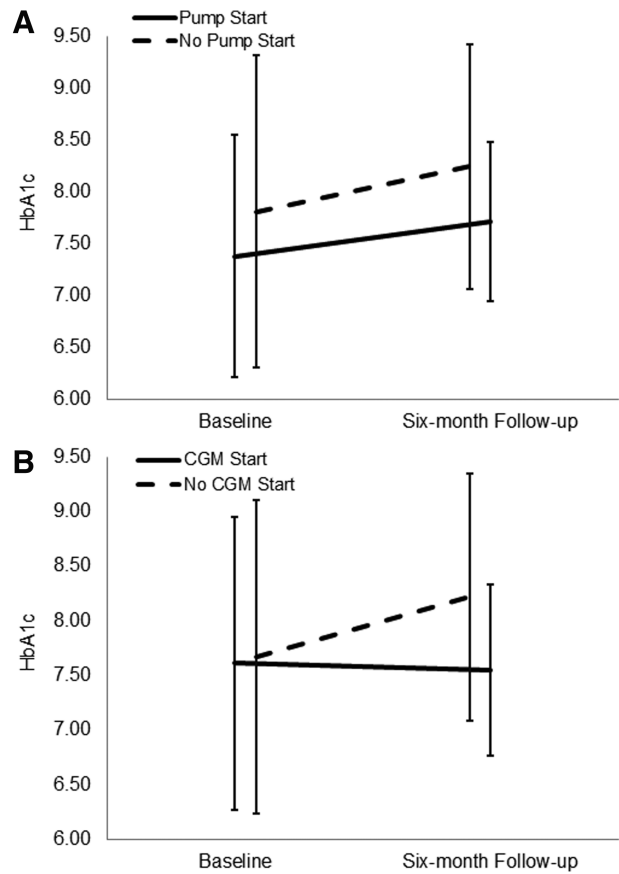 A
Pump Start
No Pump Start
9.50
9.00
8.50
8.00
7.50
7.00
6.50
6.00
HbA1c
Baseline Six-month Follow-up
B
CGM Start
No CGM Start
9.50
9.00
8.50
8.00
7.50
7.00
6.50
6.00
HbA1c
Baseline Six-month Follow-up